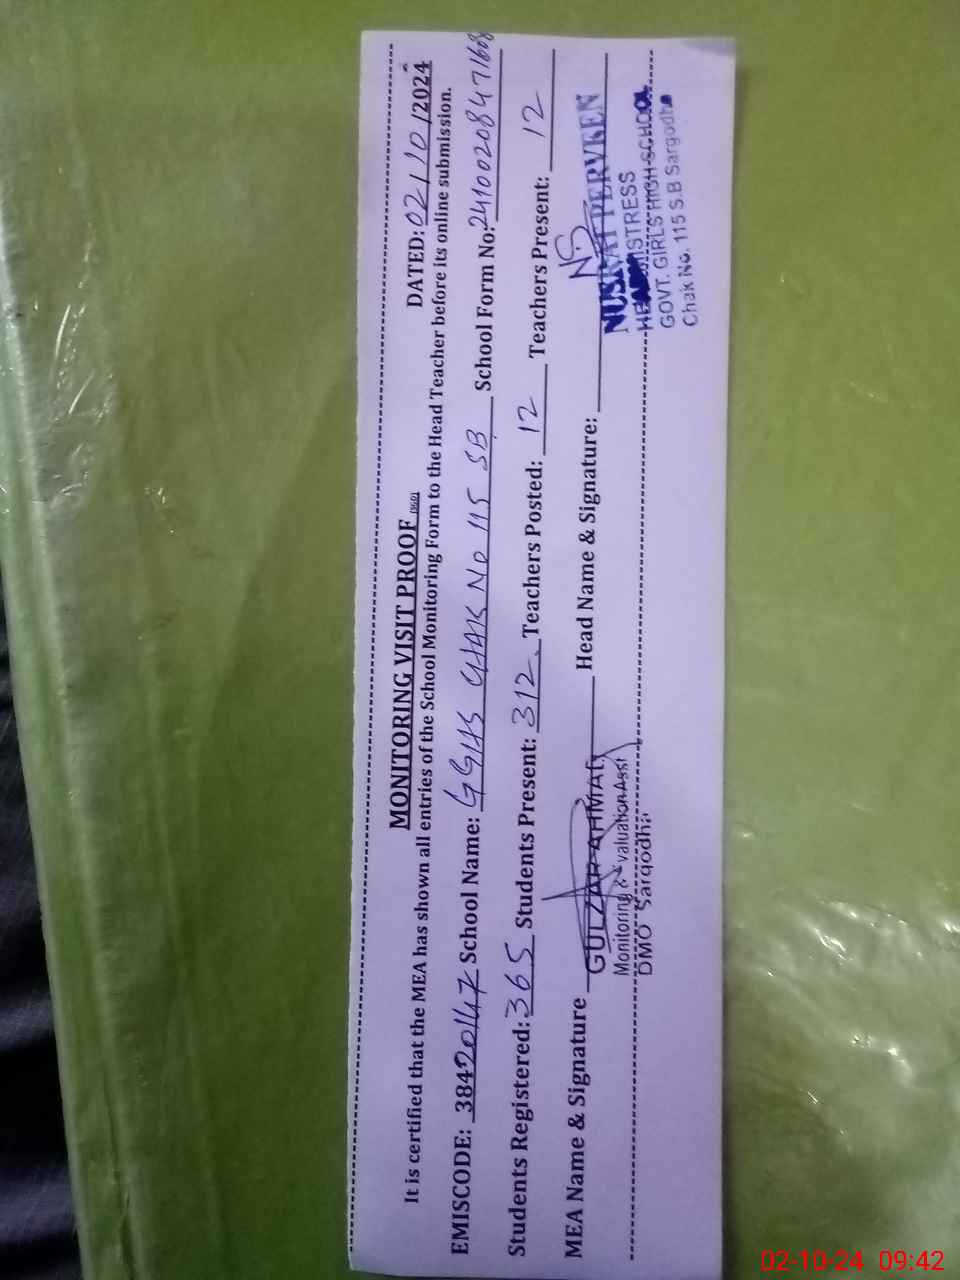 MONITORING VISIT PROOF (SGD)
DATED: 02/10/2024
It is certified that the MEA has shown all entries of the School Monitoring Form to the Head Teacher before its online submission.
EMISCODE: 38420147 School Name: GGHS CHAK No 115 SB School Form No: 24100208471608
Students Registered: 365 Students Present: 312 Teachers Posted: 12 Teachers Present: 12
MEA Name & Signature GULZAR AHMAD Head Name & Signature: NUSRAT PERVEEN
Monitoring & Evaluation Asst
DMO Sargodha
HEADMISTRESS
GOVT. GIRLS HIGH SCHOOL
Chak No. 115 S.B Sargodha
02-10-24 09:42